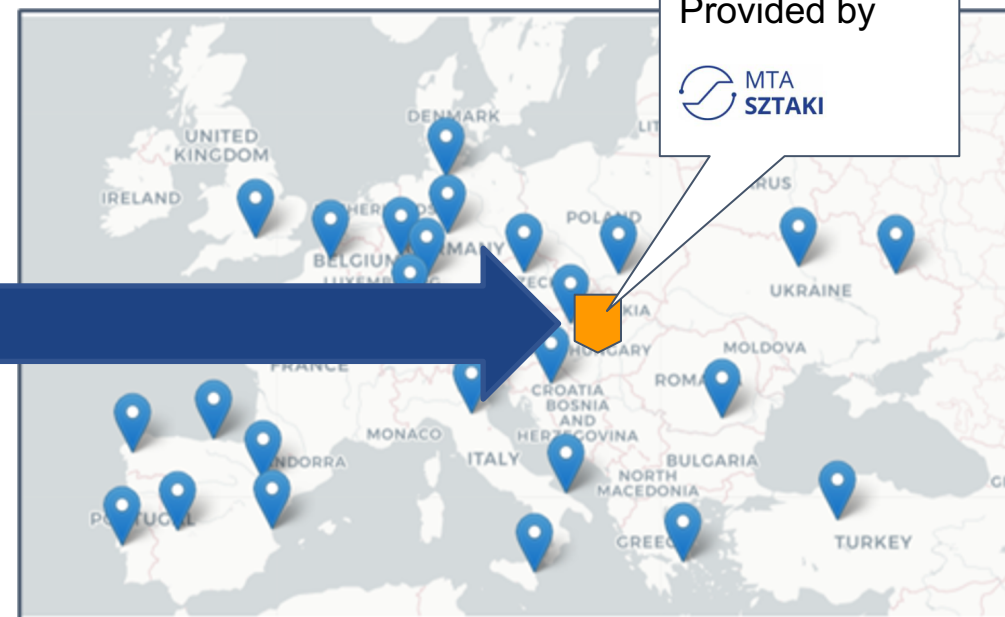 Provided by
MTA
SZTAKI
DENMARK
UNITED
KINGDOM
IRELAND
POLAND
BELGIUM
UKRAINE
HUNGARY
MOLDOVA
FRANCE
CROATIA
BOSNIA
AND
HERZEGOVINA
MONACO
ITALY
BULGARIA
NORTH
MACEDONIA
TURKEY